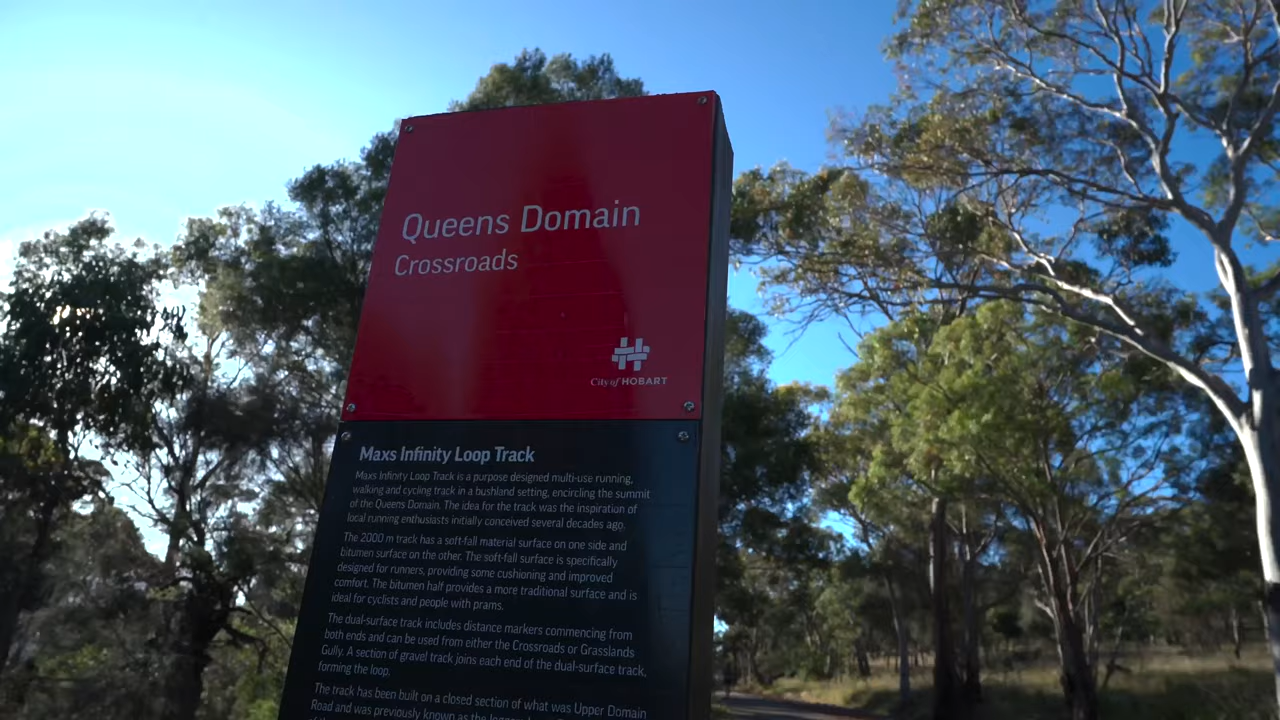 Queens Domain
Crossroads
City of HOBART
Maxs Infinity Loop Track
Maxs Infinity Loop Track is a purpose designed multi-use running,
walking and cycling track in a bushland setting, encircling the summit
of the Queens Domain. The idea for the track was the inspiration of
local running enthusiasts initially conceived several decades ago.
The 2000 m track has a soft-fall material surface on one side and
bitumen surface on the other. The soft-fall surface is specifically
designed for runners, providing some cushioning and improved
comfort. The bitumen half provides a more traditional surface and is
ideal for cyclists and people with prams.
The dual-surface track includes distance markers commencing from
both ends and can be used from either the Crossroads or Grasslands
Gully. A section of gravel track joins each end of the dual-surface track,
forming the loop.
The track has been built on a closed section of what was Upper Domain
Road and was previously known as the